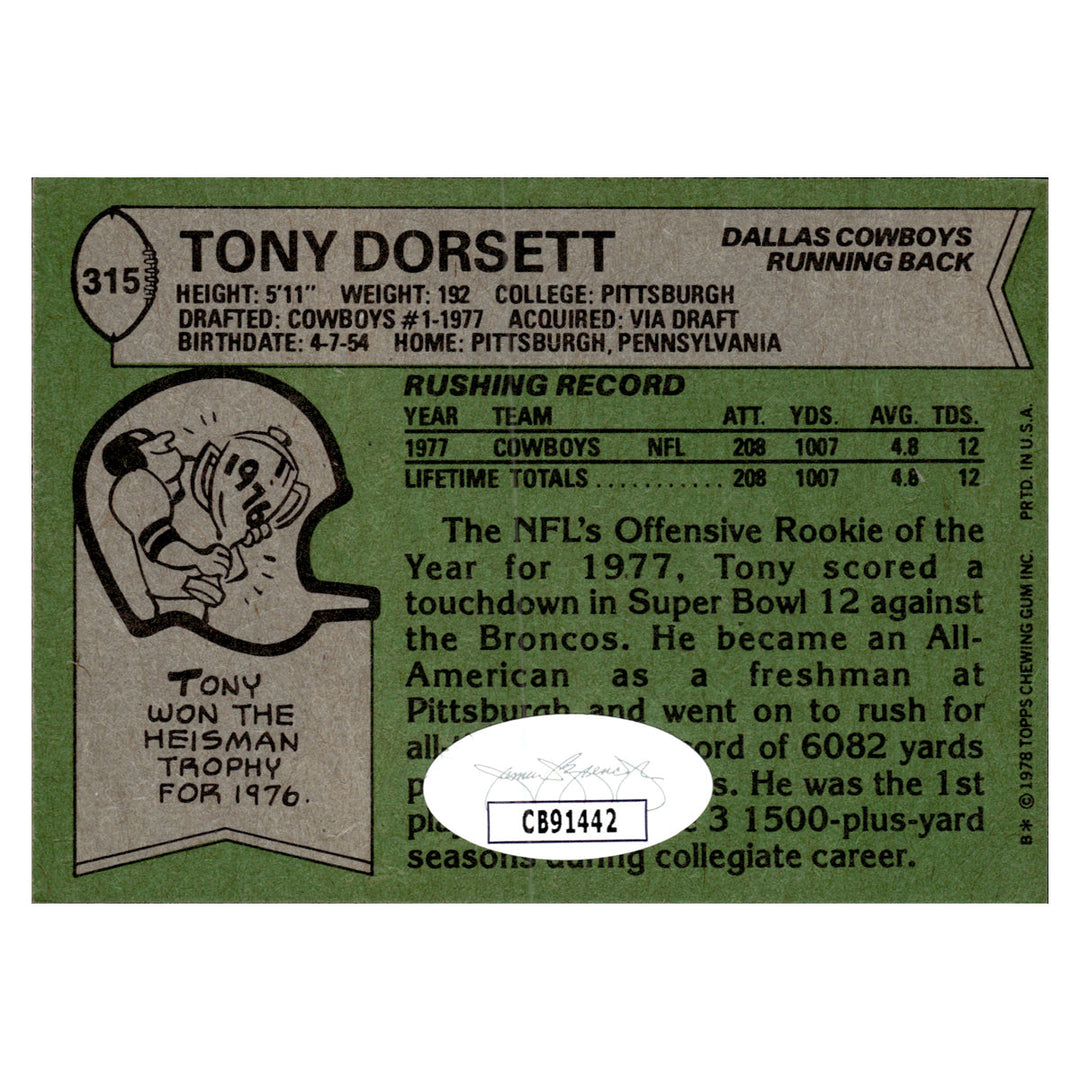 315
TONY DORSETT
DALLAS COWBOYS
RUNNING BACK
HEIGHT: 5'11" WEIGHT: 192 COLLEGE: PITTSBURGH
DRAFTED: COWBOYS #1-1977 ACQUIRED: VIA DRAFT
BIRTHDATE: 4-7-54 HOME: PITTSBURGH, PENNSYLVANIA
RUSHING RECORD
YEAR TEAM ATT. YDS. AVG. TDS.
1977 COWBOYS NFL 208 1007 4.8 12
LIFETIME TOTALS........... 208 1007 4.8 12
The NFL's Offensive Rookie of the
Year for 1977, Tony scored a
touchdown in Super Bowl 12 against
the Broncos. He became an All-
American as a freshman at
Pittsburgh and went on to rush for
of 6082 yards
He was the 1st
3 1500-plus-yard
seasons during collegiate career.
CB91442
1976
TONY
WON THE
HEISMAN
TROPHY
FOR 1976.
B* © 1978 TOPPS CHEWING GUM INC. PRTD. IN U.S.A.